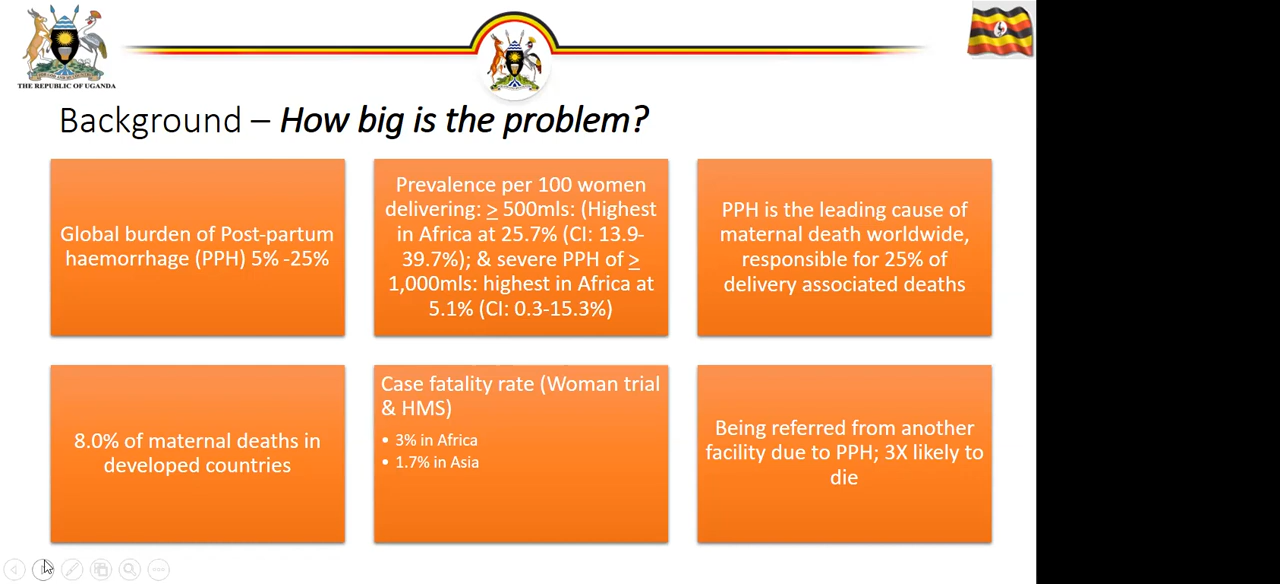 THE REPUBLIC OF UGANDA
Background – How big is the problem?
Global burden of Post-partum
haemorrhage (PPH) 5% -25%
Prevalence per 100 women
delivering: ≥ 500mls: (Highest
in Africa at 25.7% (CI: 13.9-
39.7%); & severe PPH of ≥
1,000mls: highest in Africa at
5.1% (CI: 0.3-15.3%)
PPH is the leading cause of
maternal death worldwide,
responsible for 25% of
delivery associated deaths
8.0% of maternal deaths in
developed countries
Case fatality rate (Woman trial
& HMS)
• 3% in Africa
• 1.7% in Asia
Being referred from another
facility due to PPH; 3X likely to
die